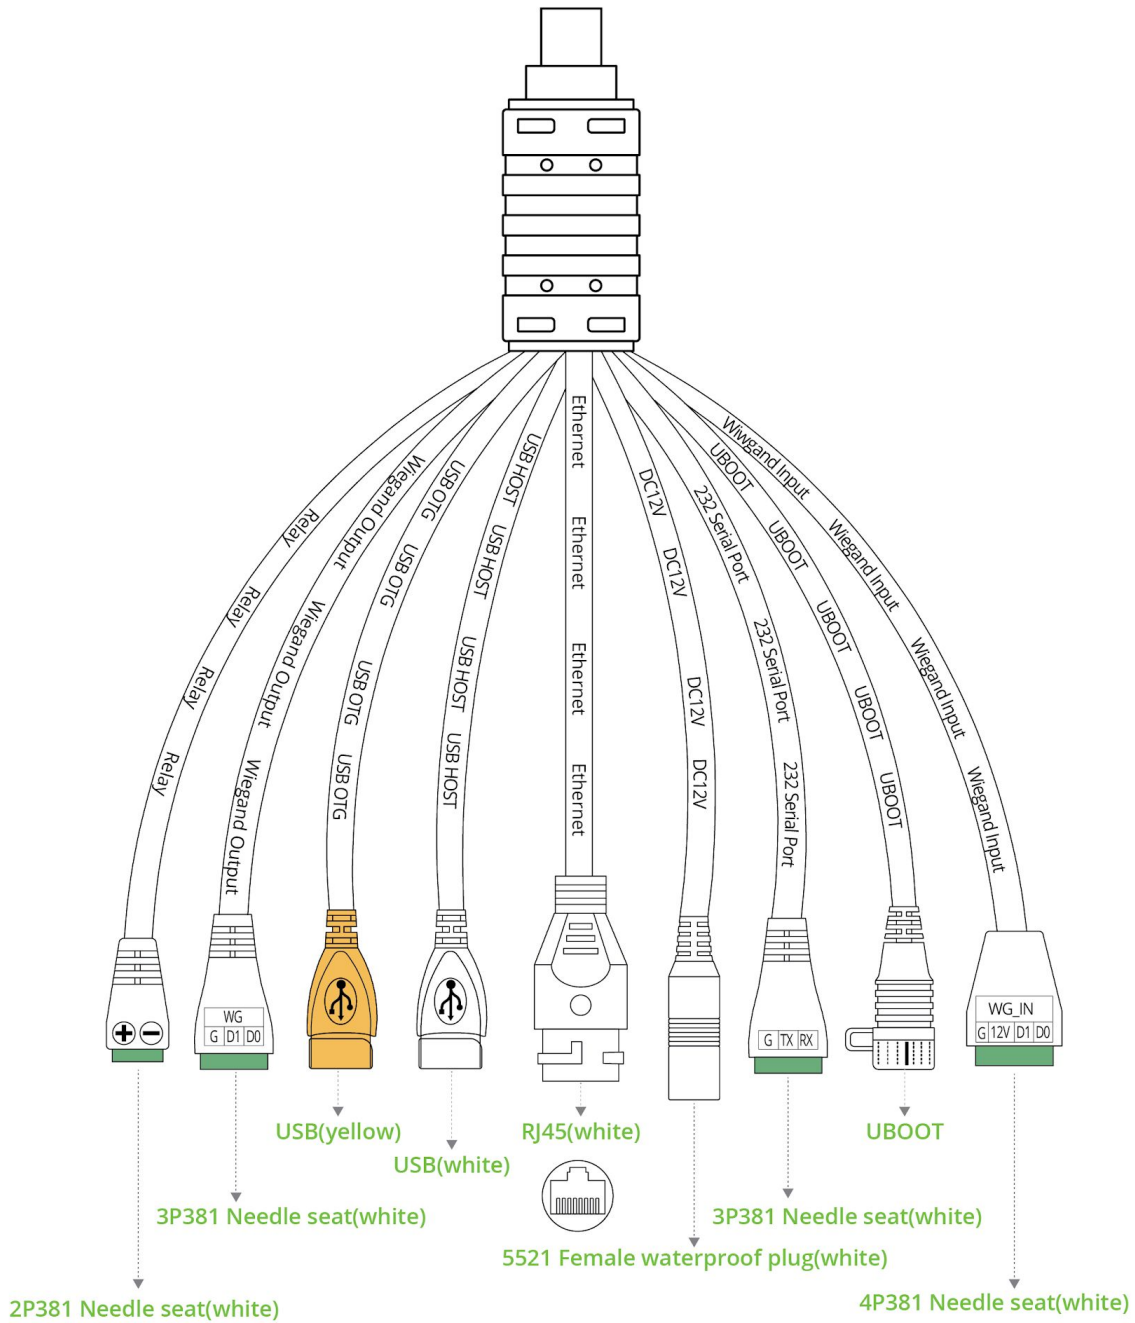 Relay
Relay
Relay
Relay
Wiegand Output
Wiegand Output
Wiegand Output
USB OTG
USB OTG
USB OTG
USB OTG
USB HOST
USB HOST
USB HOST
USB HOST
Ethernet
Ethernet
Ethernet
Ethernet
DC12V
DC12V
DC12V
DC12V
232 Serial Port
232 Serial Port
232 Serial Port
UBOOT
UBOOT
UBOOT
UBOOT
UBOOT
Wiwgand Input
Wiegand Input
Wiegand Input
Wiegand Input
WG
G D1 D0
G TX RX
WG_IN
G 12V D1 D0
USB(yellow)
RJ45(white)
UBOOT
USB(white)
3P381 Needle seat(white)
3P381 Needle seat(white)
5521 Female waterproof plug(white)
2P381 Needle seat(white)
4P381 Needle seat(white)